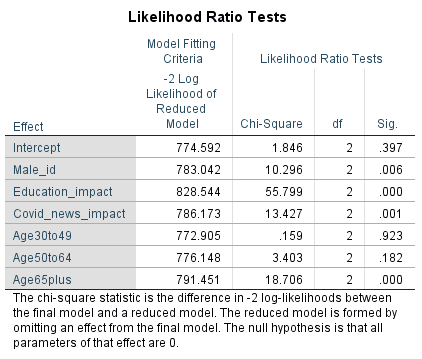 Likelihood Ratio Tests
Model Fitting
Criteria
Likelihood Ratio Tests
-2 Log
Likelihood of
Reduced
Model
Effect Chi-Square df Sig.
Intercept 774.592 1.846 2 .397
Male_id 783.042 10.296 2 .006
Education_impact 828.544 55.799 2 .000
Covid_news_impact 786.173 13.427 2 .001
Age30to49 772.905 .159 2 .923
Age50to64 776.148 3.403 2 .182
Age65plus 791.451 18.706 2 .000
The chi-square statistic is the difference in -2 log-likelihoods between
the final model and a reduced model. The reduced model is formed by
omitting an effect from the final model. The null hypothesis is that all
parameters of that effect are 0.